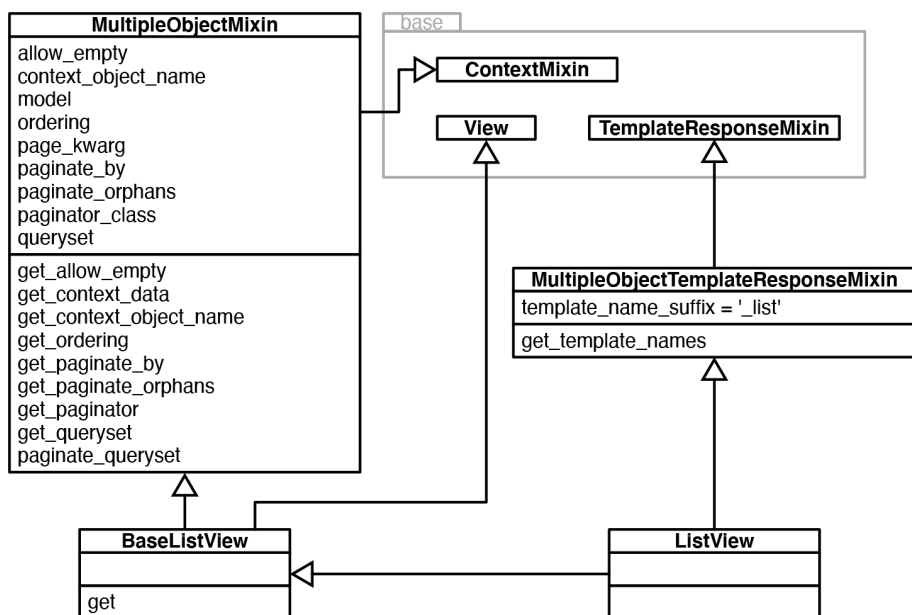 MultipleObjectMixin
allow_empty
context_object_name
model
ordering
page_kwarg
paginate_by
paginate_orphans
paginator_class
queryset
get_allow_empty
get_context_data
get_context_object_name
get_ordering
get_paginate_by
get_paginate_orphans
get_paginator
get_queryset
paginate_queryset
base
ContextMixin
View
TemplateResponseMixin
MultipleObjectTemplateResponseMixin
template_name_suffix = '_list'
get_template_names
BaseListView
get
ListView